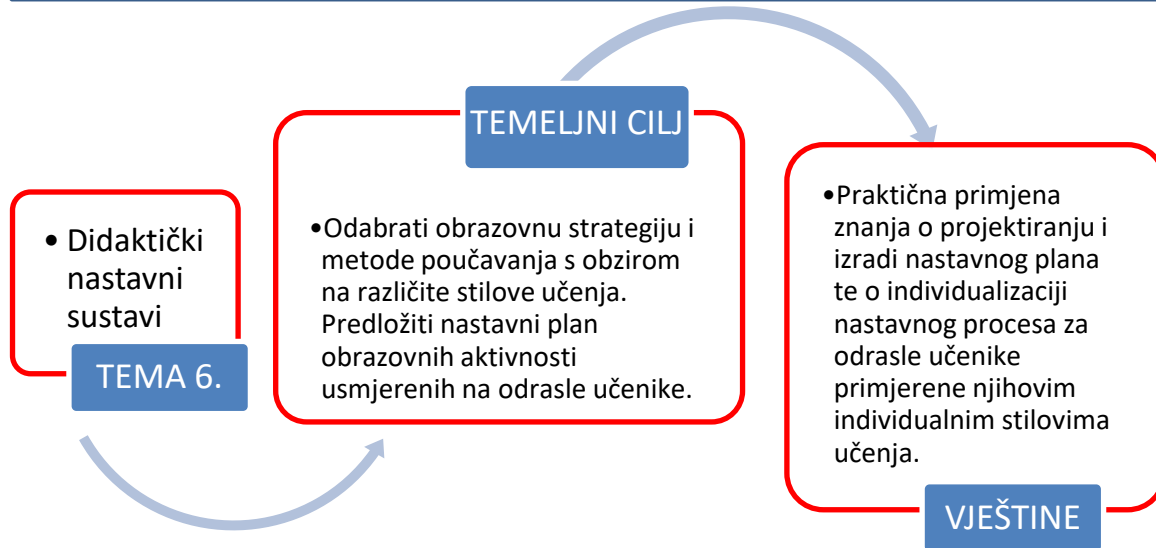 • Didaktički
nastavni
sustavi
TEMA 6.
TEMELJNI CILJ
•Odabrati obrazovnu strategiju i
metode poučavanja s obzirom
na različite stilove učenja.
Predložiti nastavni plan
obrazovnih aktivnosti
usmjerenih na odrasle učenike.
•Praktična primjena
znanja o projektiranju i
izradi nastavnog plana
te o individualizaciji
nastavnog procesa za
odrasle učenike
primjerene njihovim
individualnim stilovima
učenja.
VJEŠTINE